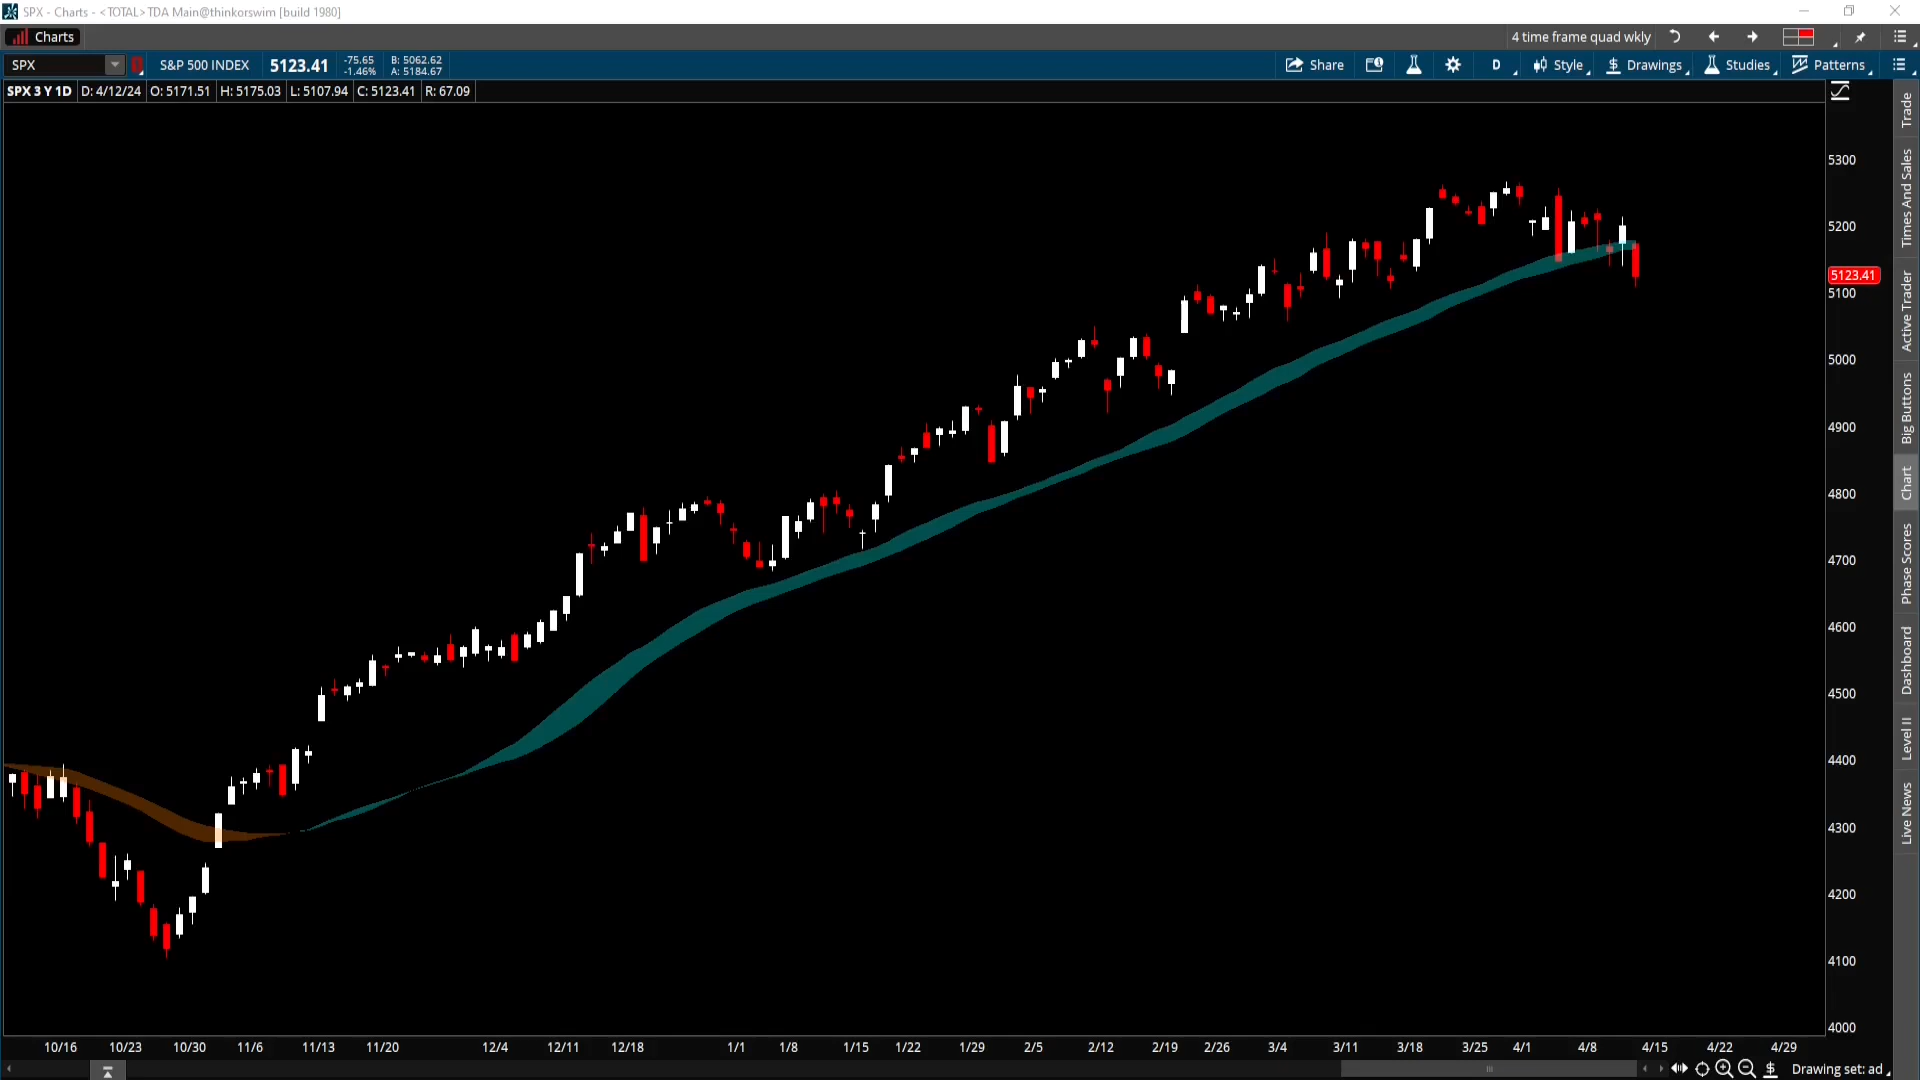 SPX - Charts - <TOTAL> TDA Main@thinkorswim [build 1980]
Charts
4 time frame quad wkly
SPX
S&P 500 INDEX
5123.41
-75.65
-1.46%
B: 5062.62
A: 5184.67
Share
D
Style
Drawings
Studies
Patterns
SPX 3 Y 1D
D: 4/12/24
O: 5171.51
H: 5175.03
L: 5107.94
C: 5123.41
R: 67.09
5300
5200
5123.41
5100
5000
4900
4800
4700
4600
4500
4400
4300
4200
4100
4000
Trade
Times And Sales
Active Trader
Big Buttons
Chart
Phase Scores
Dashboard
Level II
Live News
10/16 10/23 10/30 11/6 11/13 11/20 12/4 12/11 12/18 1/1 1/8 1/15 1/22 1/29 2/5 2/12 2/19 2/26 3/4 3/11 3/18 3/25 4/1 4/8 4/15 4/22 4/29
Drawing set: ad